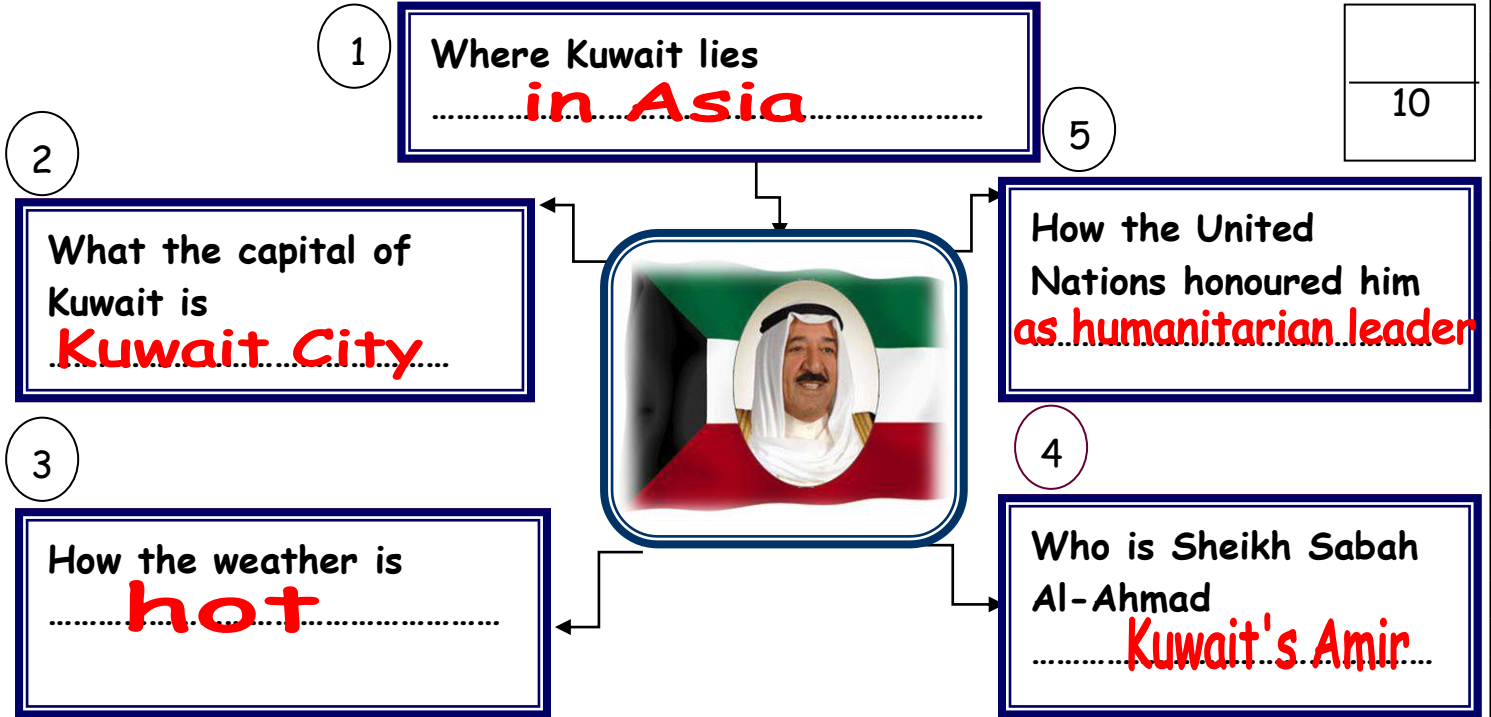 1
Where Kuwait lies
in Asia
10
5
How the United
Nations honoured him
as humanitarian leader
2
What the capital of
Kuwait is
Kuwait City
3
How the weather is
hot
4
Who is Sheikh Sabah
Al-Ahmad
Kuwait's Amir